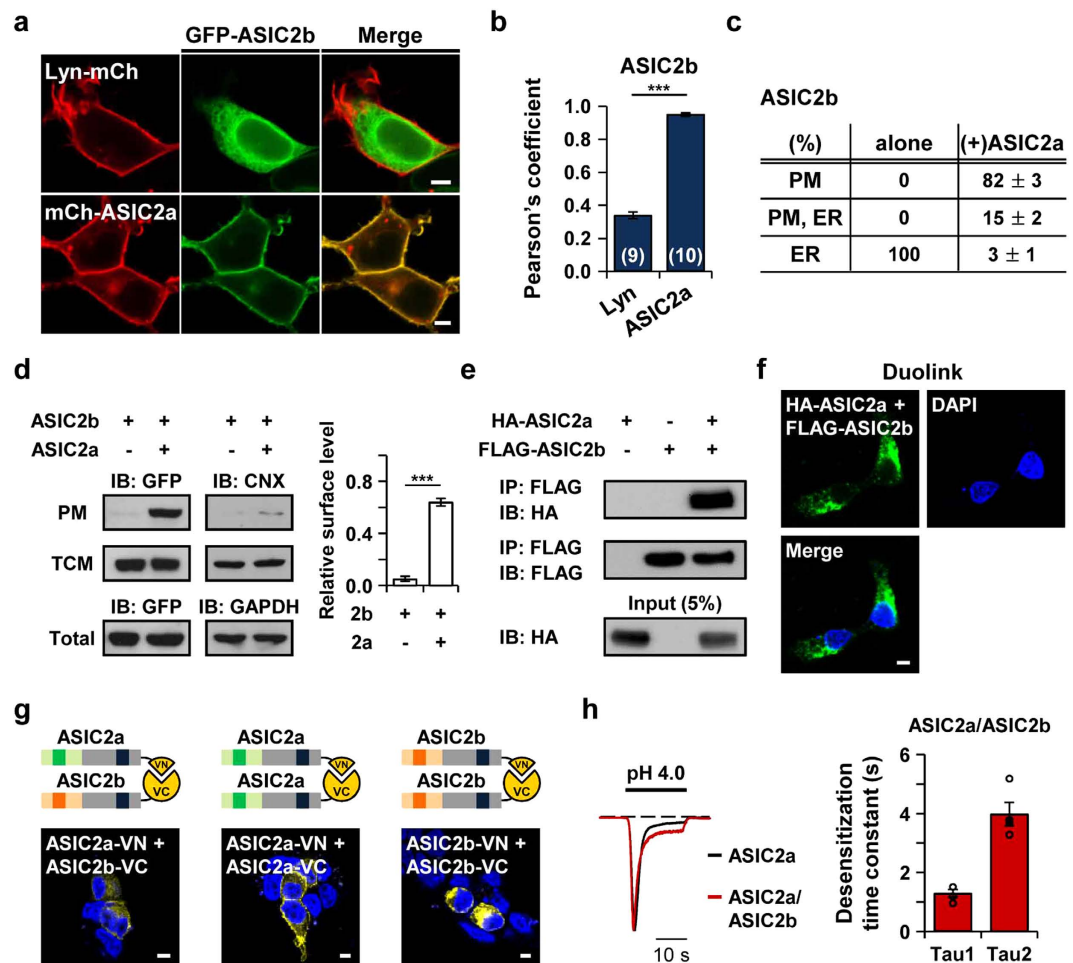 a
GFP-ASIC2b Merge
Lyn-mCh
mCh-ASIC2a
b
ASIC2b
***
Pearson's coefficient
1.0
0.8
0.6
0.4
0.2
0.0
(9) (10)
Lyn
ASIC2a
c
ASIC2b
(%) alone (+)ASIC2a
PM 0 82 ± 3
PM, ER 0 15 ± 2
ER 100 3 ± 1
d
ASIC2b + + + +
ASIC2a - + - +
IB: GFP IB: CNX
PM
TCM
IB: GFP IB: GAPDH
Total
Relative surface level
***
0.8
0.4
0.0
2b + +
2a - +
e
HA-ASIC2a + - +
FLAG-ASIC2b - + +
IP: FLAG
IB: HA
IP: FLAG
IB: FLAG
Input (5%)
IB: HA
f
Duolink
HA-ASIC2a +
FLAG-ASIC2b
DAPI
Merge
g
ASIC2a
ASIC2b
VN
VC
ASIC2a
ASIC2a
VN
VC
ASIC2b
ASIC2b
VN
VC
ASIC2a-VN +
ASIC2b-VC
ASIC2a-VN +
ASIC2a-VC
ASIC2b-VN +
ASIC2b-VC
h
pH 4.0
ASIC2a
ASIC2a/
ASIC2b
10 s
ASIC2a/ASIC2b
Desensitization
time constant (s)
6
4
2
0
Tau1 Tau2